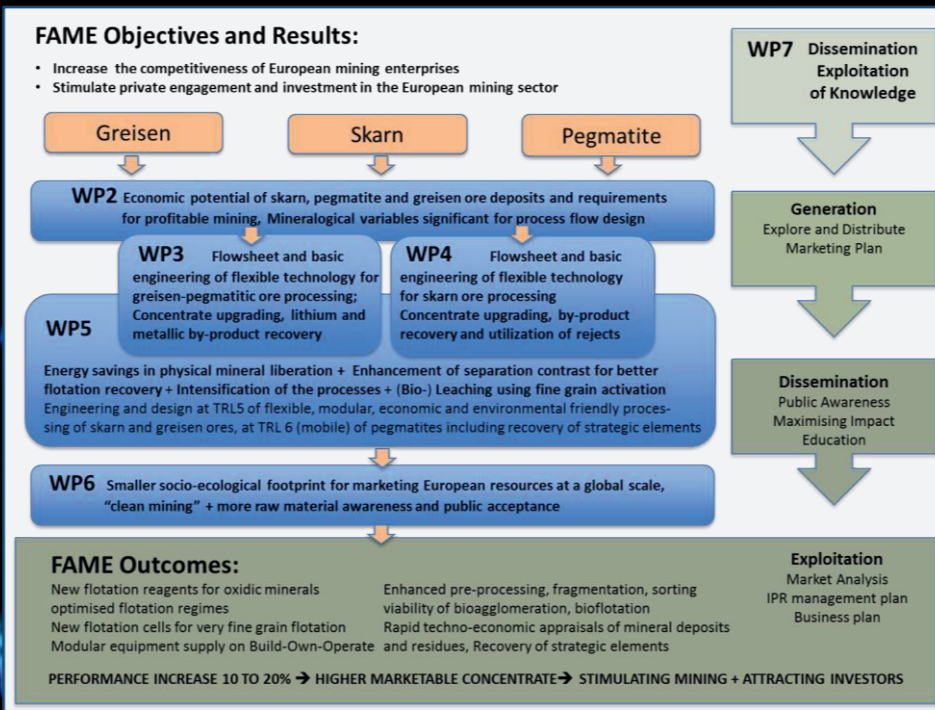 FAME Objectives and Results:
• Increase the competitiveness of European mining enterprises
• Stimulate private engagement and investment in the European mining sector
Greisen
Skarn
Pegmatite
WP2 Economic potential of skarn, pegmatite and greisen ore deposits and requirements
for profitable mining, Mineralogical variables significant for process flow design
WP3 Flowsheet and basic
engineering of flexible technology for
greisen-pegmatitic ore processing;
Concentrate upgrading, lithium and
metallic by-product recovery
WP4 Flowsheet and basic
engineering of flexible technology
for skarn ore processing
Concentrate upgrading, by-product
recovery and utilization of rejects
WP5
Energy savings in physical mineral liberation + Enhancement of separation contrast for better
flotation recovery + Intensification of the processes + (Bio-) Leaching using fine grain activation
Engineering and design at TRL5 of flexible, modular, economic and environmental friendly proces-
sing of skarn and greisen ores, at TRL 6 (mobile) of pegmatites including recovery of strategic elements
WP6 Smaller socio-ecological footprint for marketing European resources at a global scale,
"clean mining" + more raw material awareness and public acceptance
FAME Outcomes:
New flotation reagents for oxidic minerals
optimised flotation regimes
New flotation cells for very fine grain flotation
Modular equipment supply on Build-Own-Operate
Enhanced pre-processing, fragmentation, sorting
viability of bioagglomeration, bioflotation
Rapid techno-economic appraisals of mineral deposits
and residues, Recovery of strategic elements
PERFORMANCE INCREASE 10 TO 20% ➔ HIGHER MARKETABLE CONCENTRATE➔ STIMULATING MINING + ATTRACTING INVESTORS
WP7 Dissemination
Exploitation
of Knowledge
Generation
Explore and Distribute
Marketing Plan
Dissemination
Public Awareness
Maximising Impact
Education
Exploitation
Market Analysis
IPR management plan
Business plan